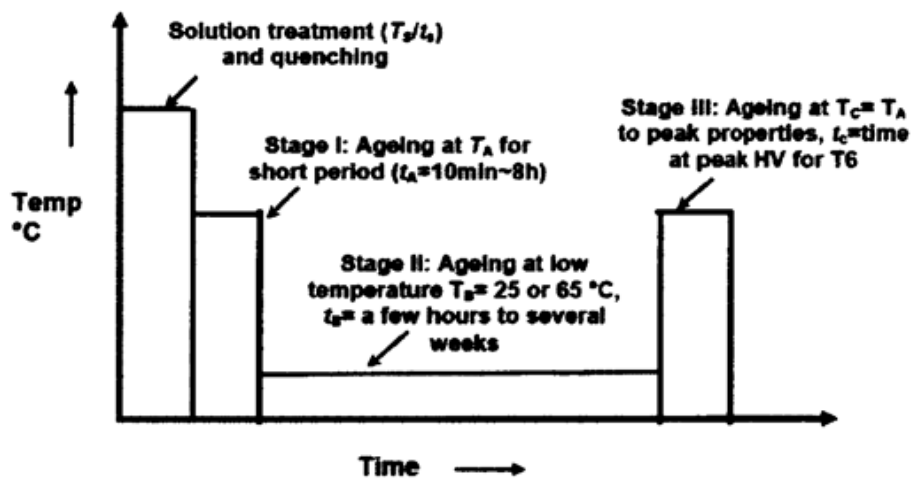 Solution treatment (Ts/ts)
and quenching
Stage I: Ageing at TA for
short period (tA=10min~8h)
Stage III: Ageing at TC= TA
to peak properties, tc=time
at peak HV for T6
Temp
°C
Stage II: Ageing at low
temperature TB= 25 or 65 °C,
tB= a few hours to several
weeks
Time